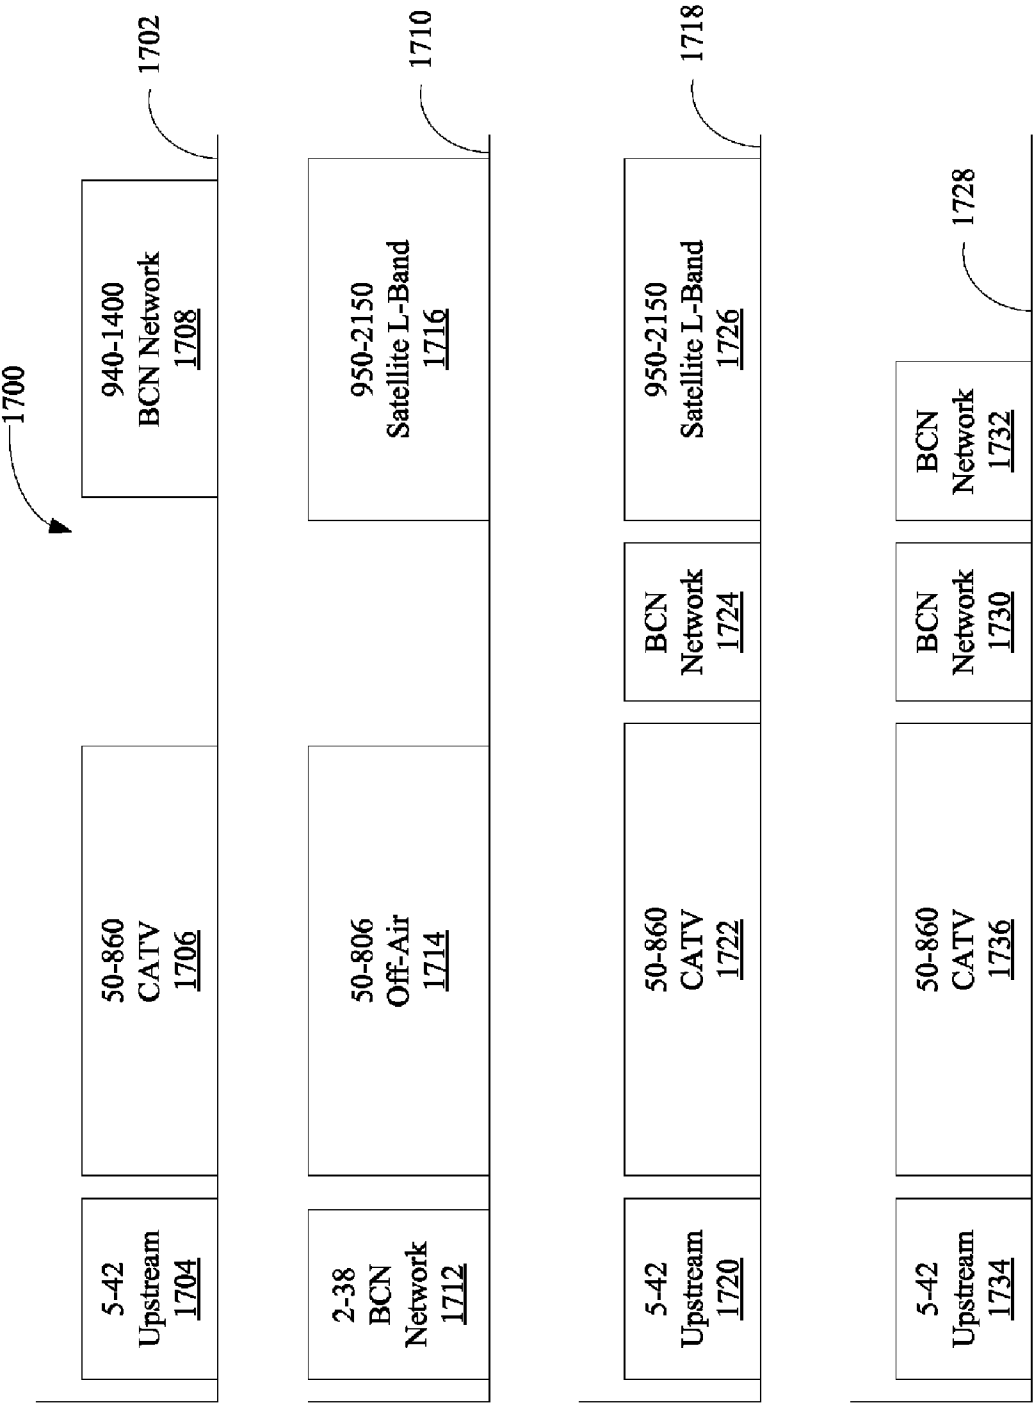 1700
5-42
Upstream
1704
50-860
CATV
1706
940-1400
BCN Network
1708
1702
2-38
BCN
Network
1712
50-806
Off-Air
1714
950-2150
Satellite L-Band
1716
1710
5-42
Upstream
1720
50-860
CATV
1722
BCN
Network
1724
950-2150
Satellite L-Band
1726
1718
5-42
Upstream
1734
50-860
CATV
1736
BCN
Network
1730
BCN
Network
1732
1728